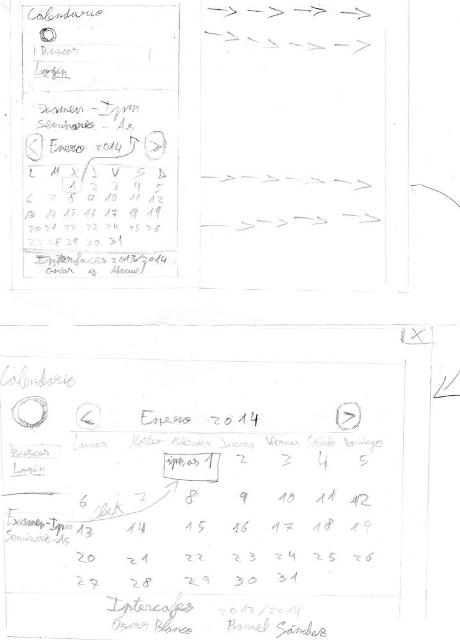 Calendario
Buscar
Login
Examen - Ipm
Seminario - As
< Enero 2014 >
L M X J V S D
1 2 3 4 5
6 7 8 9 10 11 12
13 14 15 16 17 18 19
20 21 22 23 24 25 26
27 28 29 30 31
Interfaces 2013/2014
Oscar y Manuel
X
Calendario
< Enero 2014 >
Buscar
Login
Lunes Martes Miércoles Jueves Viernes Sábado Domingo
1 2 3 4 5
6 7 8 9 10 11 12
Click
Examen-Ipm
Seminario-As
13 14 15 16 17 18 19
20 21 22 23 24 25 26
27 28 29 30 31
Interfaces 2013/2014
Oscar Blanco - Manuel Sánchez